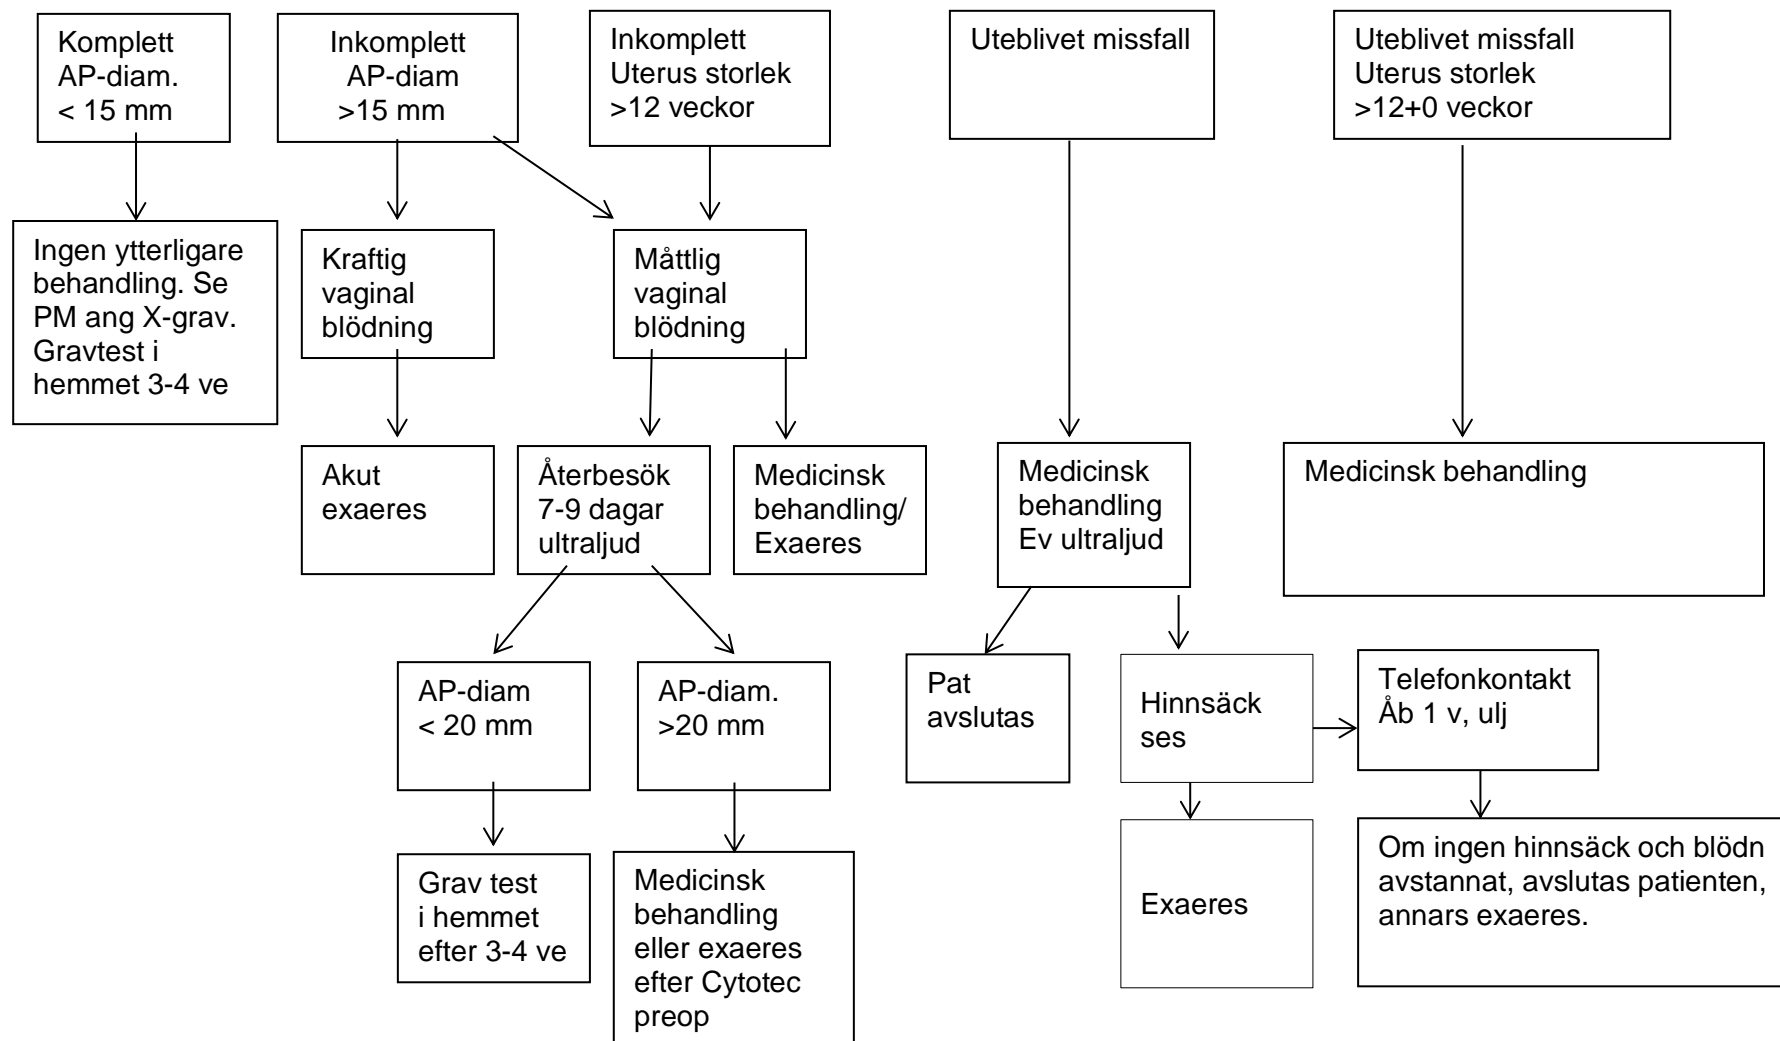 Komplett
AP-diam.
< 15 mm
Inkomplett
AP-diam
>15 mm
Inkomplett
Uterus storlek
>12 veckor
Uteblivet missfall
Uteblivet missfall
Uterus storlek
>12+0 veckor
Ingen ytterligare
behandling. Se
PM ang X-grav.
Gravtest i
hemmet 3-4 ve
Kraftig
vaginal
blödning
Måttlig
vaginal
blödning
Akut
exaeres
Återbesök
7-9 dagar
ultraljud
Medicinsk
behandling/
Exaeres
Medicinsk
behandling
Ev ultraljud
Medicinsk behandling
AP-diam
< 20 mm
AP-diam.
>20 mm
Pat
avslutas
Hinnsäck
ses
Telefonkontakt
Åb 1 v, ulj
Grav test
i hemmet
efter 3-4 ve
Medicinsk
behandling
eller exaeres
efter Cytotec
preop
Exaeres
Om ingen hinnsäck och blödn
avstannat, avslutas patienten,
annars exaeres.